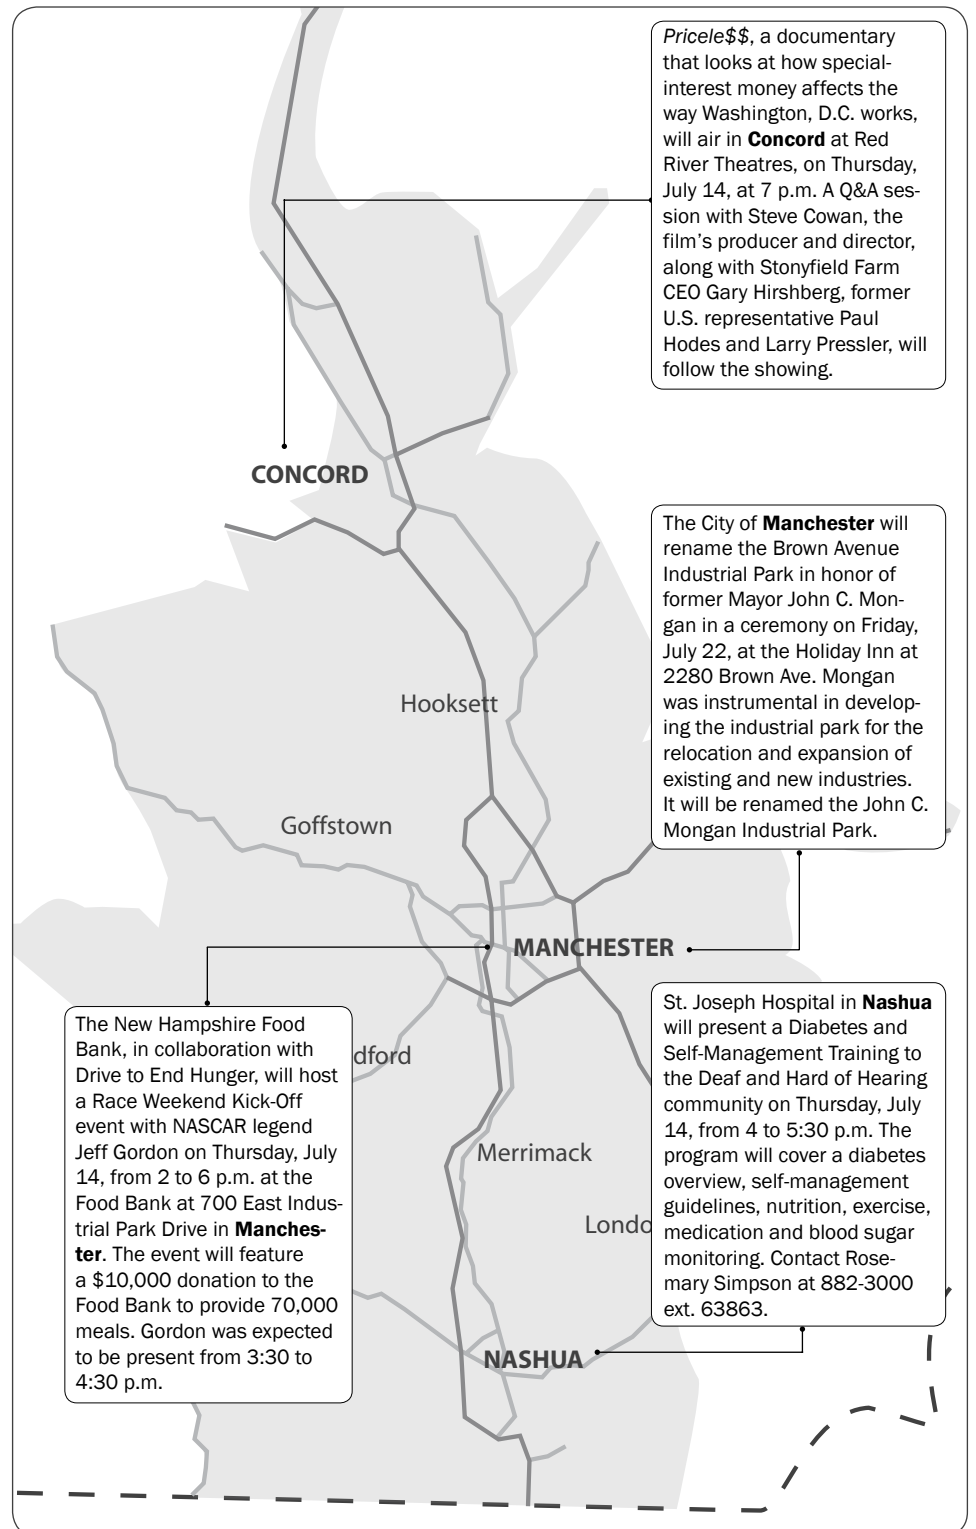 Pricele$$, a documentary
that looks at how special-
interest money affects the
way Washington, D.C. works,
will air in Concord at Red
River Theatres, on Thursday,
July 14, at 7 p.m. A Q&A ses-
sion with Steve Cowan, the
film's producer and director,
along with Stonyfield Farm
CEO Gary Hirshberg, former
U.S. representative Paul
Hodes and Larry Pressler, will
follow the showing.
CONCORD
The City of Manchester will
rename the Brown Avenue
Industrial Park in honor of
former Mayor John C. Mon-
gan in a ceremony on Friday,
July 22, at the Holiday Inn at
2280 Brown Ave. Mongan
was instrumental in develop-
ing the industrial park for the
relocation and expansion of
existing and new industries.
It will be renamed the John C.
Mongan Industrial Park.
Hooksett
Goffstown
MANCHESTER
St. Joseph Hospital in Nashua
will present a Diabetes and
Self-Management Training to
the Deaf and Hard of Hearing
community on Thursday, July
14, from 4 to 5:30 p.m. The
program will cover a diabetes
overview, self-management
guidelines, nutrition, exercise,
medication and blood sugar
monitoring. Contact Rose-
mary Simpson at 882-3000
ext. 63863.
The New Hampshire Food
Bank, in collaboration with
Drive to End Hunger, will host
a Race Weekend Kick-Off
event with NASCAR legend
Jeff Gordon on Thursday, July
14, from 2 to 6 p.m. at the
Food Bank at 700 East Indus-
trial Park Drive in Manches-
ter. The event will feature
a $10,000 donation to the
Food Bank to provide 70,000
meals. Gordon was expected
to be present from 3:30 to
4:30 p.m.
dford
Merrimack
Londo
NASHUA